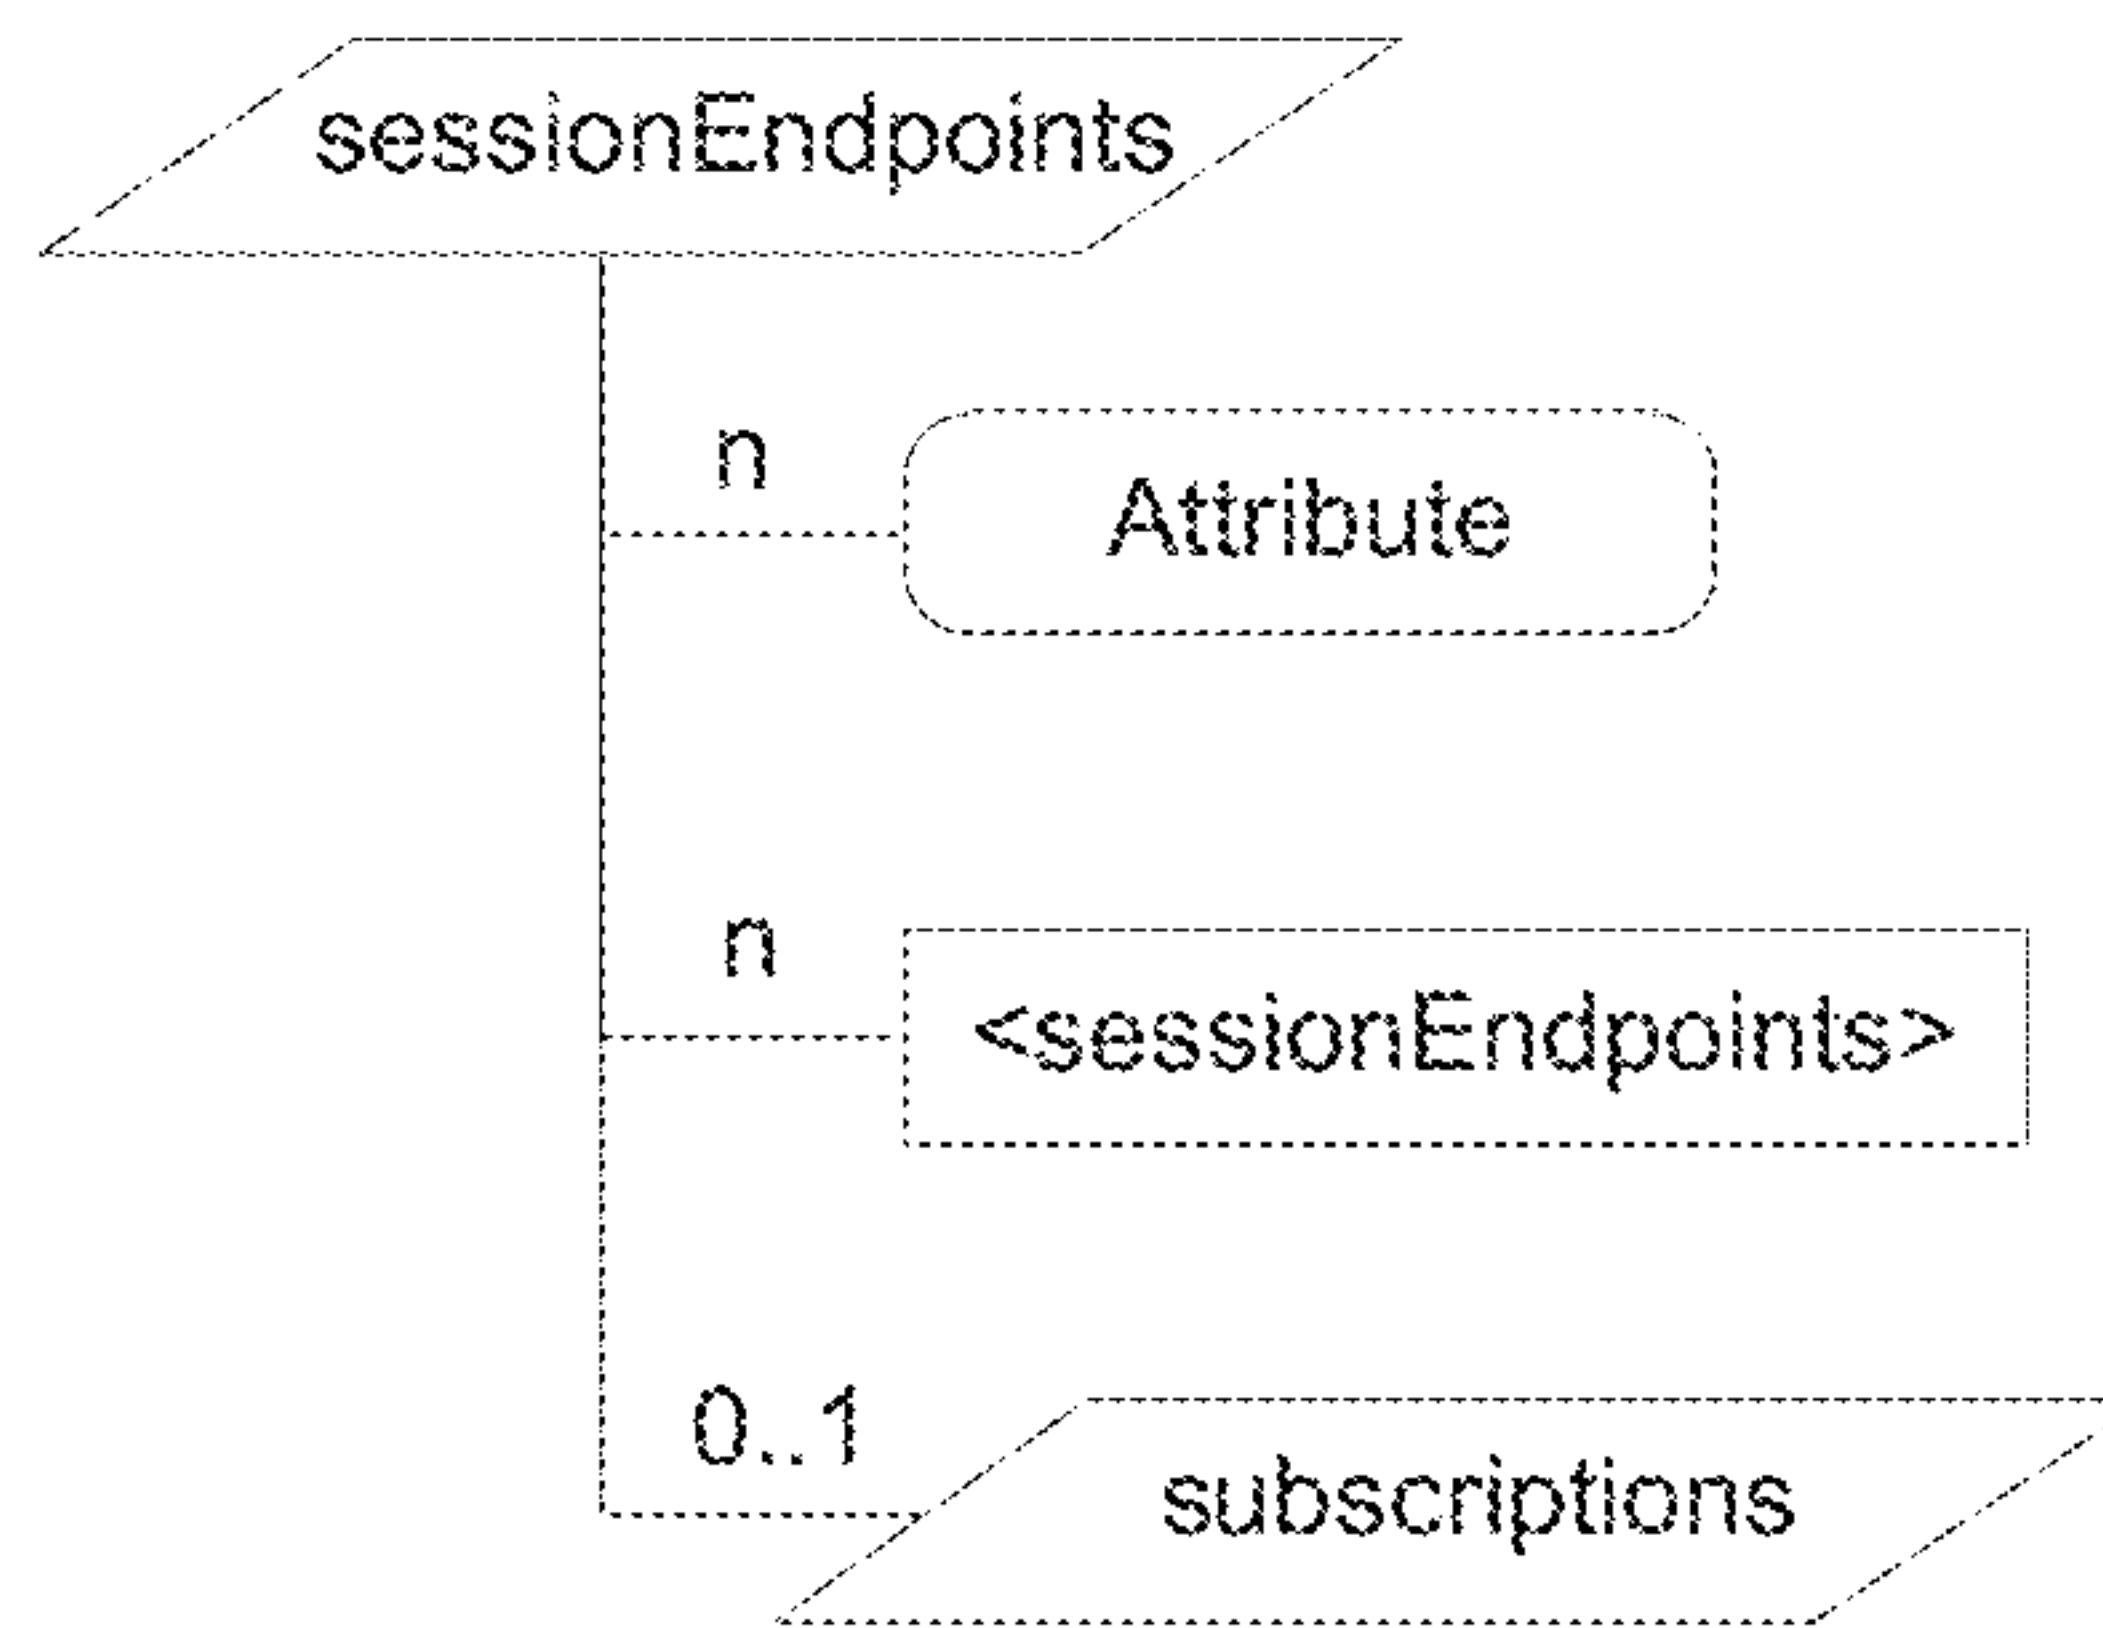 sessionEndpoints
n
Attribute
n
<sessionEndpoints>
0..1
subscriptions